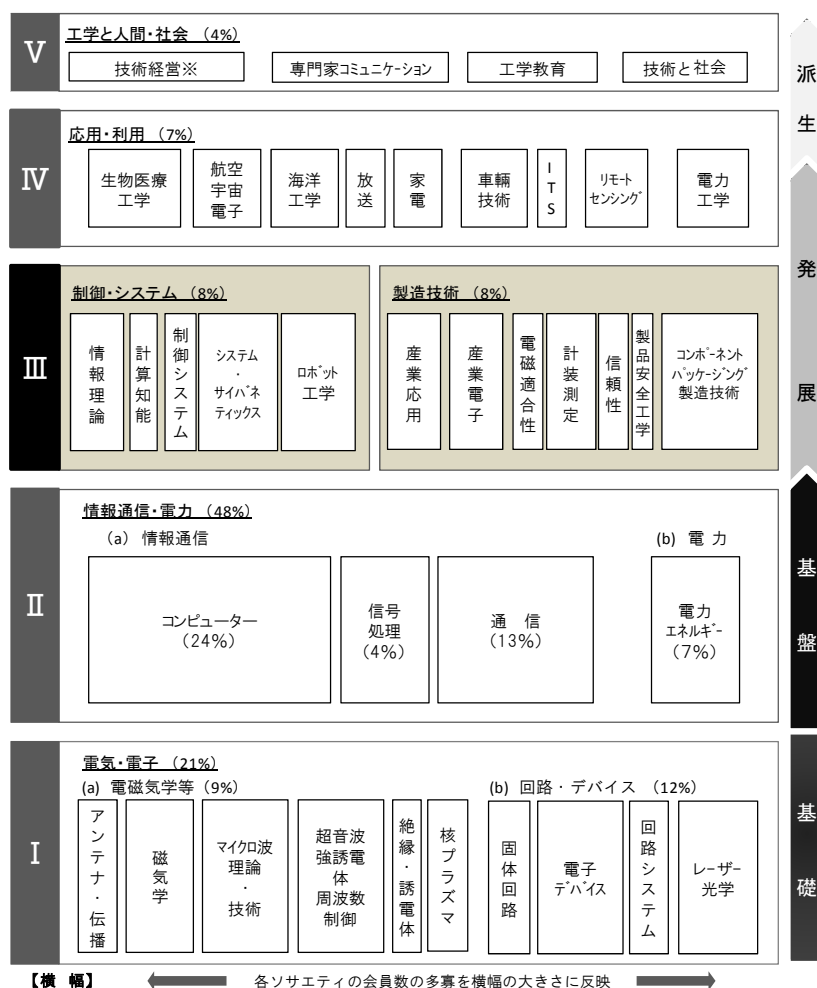 Ⅴ
工学と人間・社会 (4%)
技術経営※
専門家コミュニケーション
工学教育
技術と社会
Ⅳ
応用・利用 (7%)
生物医療
工学
航空
宇宙
電子
海洋
工学
放
送
家
電
車輛
技術
I
T
S
リモート
センシング
電力
工学
Ⅲ
制御・システム (8%)
情
報
理
論
計
算
知
能
制
御
シ
ス
テ
ム
システム
・
サイバネ
ティックス
ロボット
工学
製造技術 (8%)
産
業
応
用
産
業
電
子
電
磁
適
合
性
計
装
測
定
信
頼
性
製
品
安
全
工
学
コンポーネント
パッケージング
製造技術
Ⅱ
情報通信・電力 (48%)
(a) 情報通信
コンピューター
(24%)
信号
処理
(4%)
通 信
(13%)
(b) 電 力
電力
エネルギー
(7%)
Ⅰ
電気・電子 (21%)
(a) 電磁気学等 (9%)
ア
ン
テ
ナ
・
伝
播
磁
気
学
マイクロ波
理論
・
技術
超音波
強誘電
体
周波数
制御
絶
縁
・
誘
電
体
核
プ
ラ
ズ
マ
(b) 回路・デバイス (12%)
固
体
回
路
電子
デバイス
回
路
シ
ス
テ
ム
レーザー
光学
派
生
発
展
基
盤
基
礎
【横 幅】 各ソサエティの会員数の多寡を横幅の大きさに反映